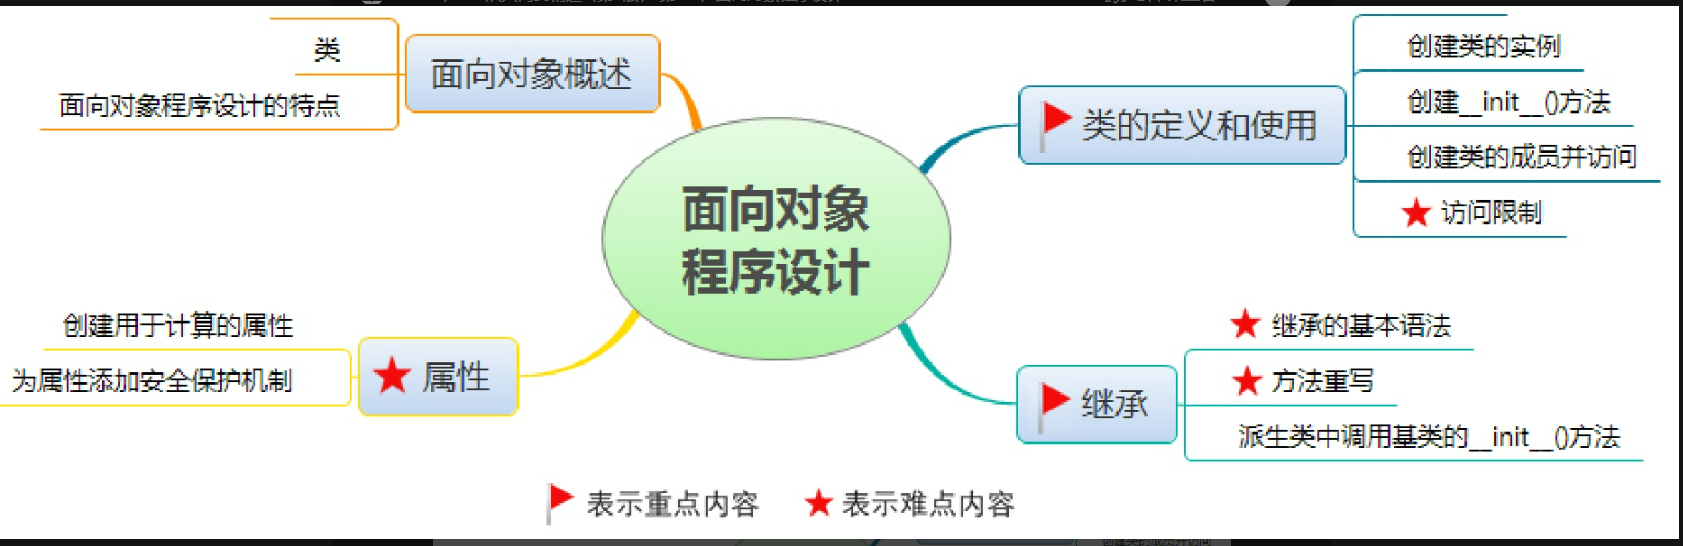 类
面向对象程序设计的特点
面向对象概述
面向对象
程序设计
类的定义和使用
创建类的实例
创建__init__()方法
创建类的成员并访问
访问限制
创建用于计算的属性
为属性添加安全保护机制
属性
继承
继承的基本语法
方法重写
派生类中调用基类的__init__()方法
表示重点内容
表示难点内容